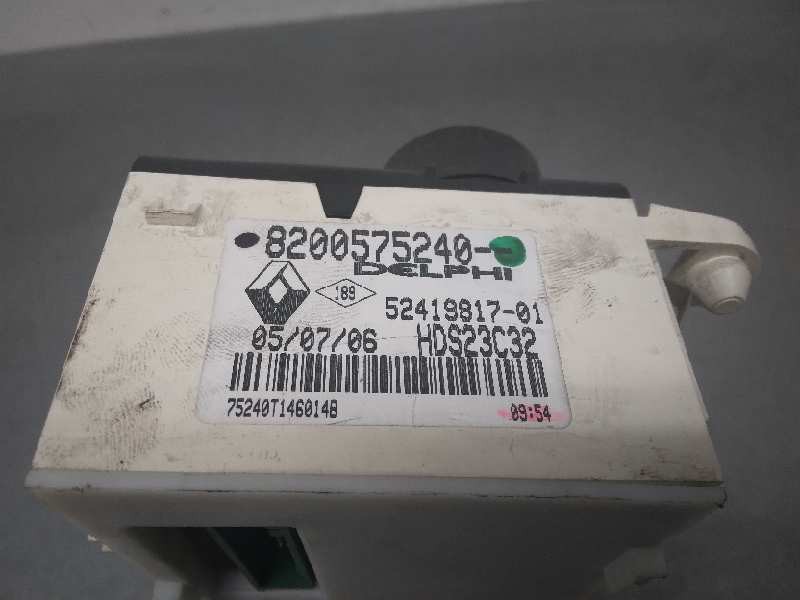 8200575240-
DELPHI
189
52419817-01
05/07/06 HDS23C32
75240T146014B 09:54